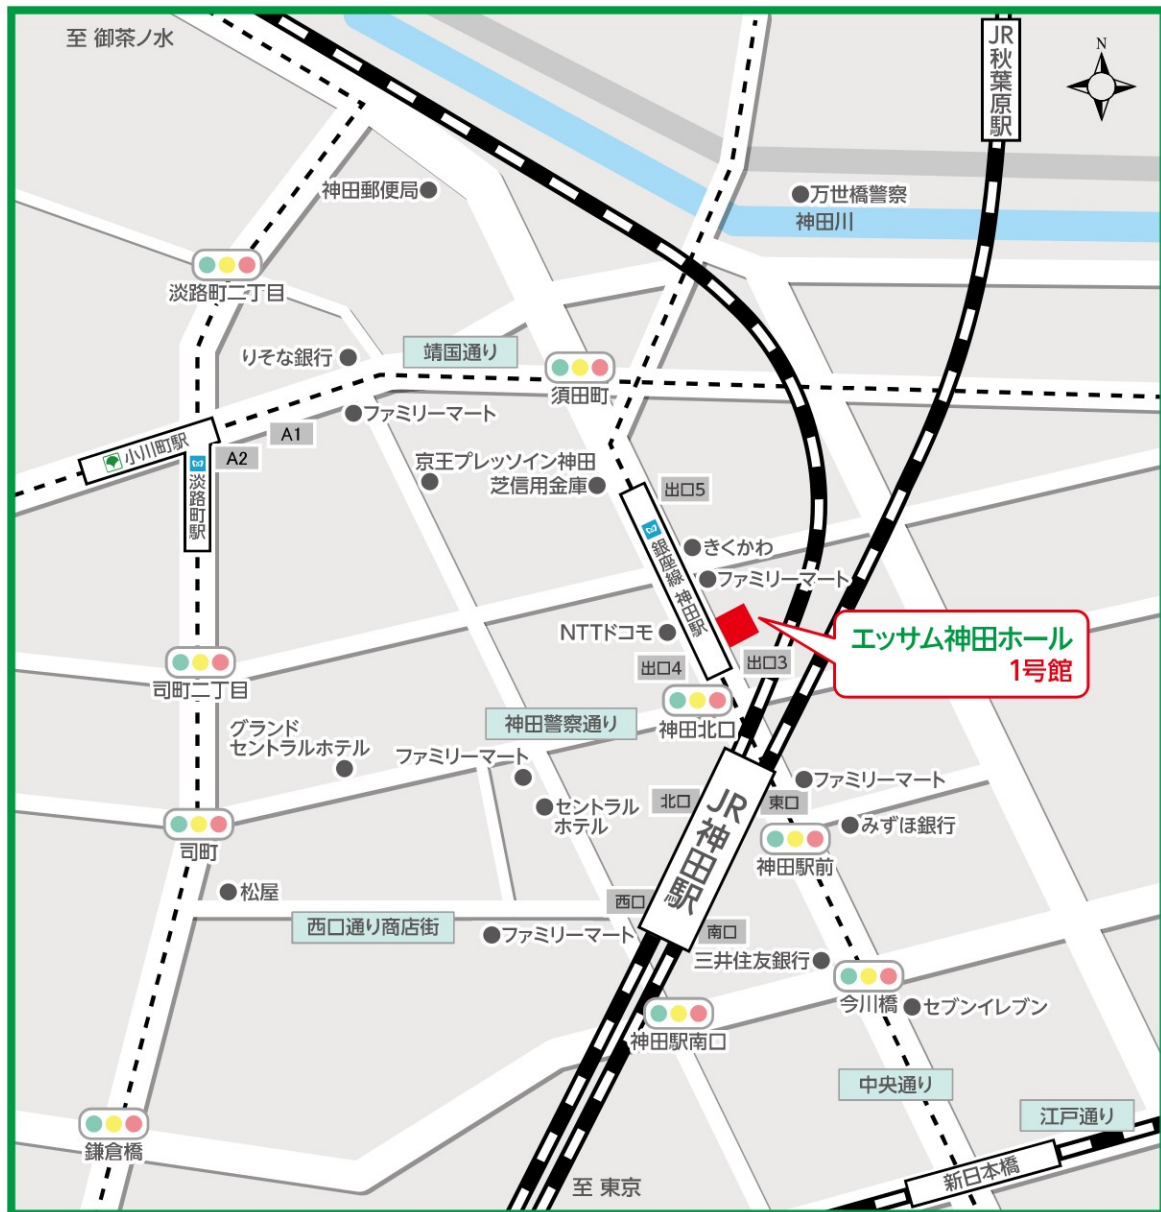 至 御茶ノ水
JR秋葉原駅
N
神田郵便局
万世橋警察
神田川
淡路町二丁目
りそな銀行
靖国通り
須田町
ファミリーマート
A1
小川町駅
A2
淡路町駅
京王プレッソイン神田
芝信用金庫
出口5
銀座線 神田駅
きくかわ
ファミリーマート
NTTドコモ
エッサム神田ホール
1号館
出口4
出口3
司町二丁目
神田警察通り
神田北口
グランド
セントラルホテル
ファミリーマート
セントラル
ホテル
北口
JR神田駅
東口
ファミリーマート
みずほ銀行
司町
神田駅前
松屋
西口
西口通り商店街
ファミリーマート
南口
三井住友銀行
今川橋
セブンイレブン
神田駅南口
中央通り
江戸通り
鎌倉橋
新日本橋
至 東京